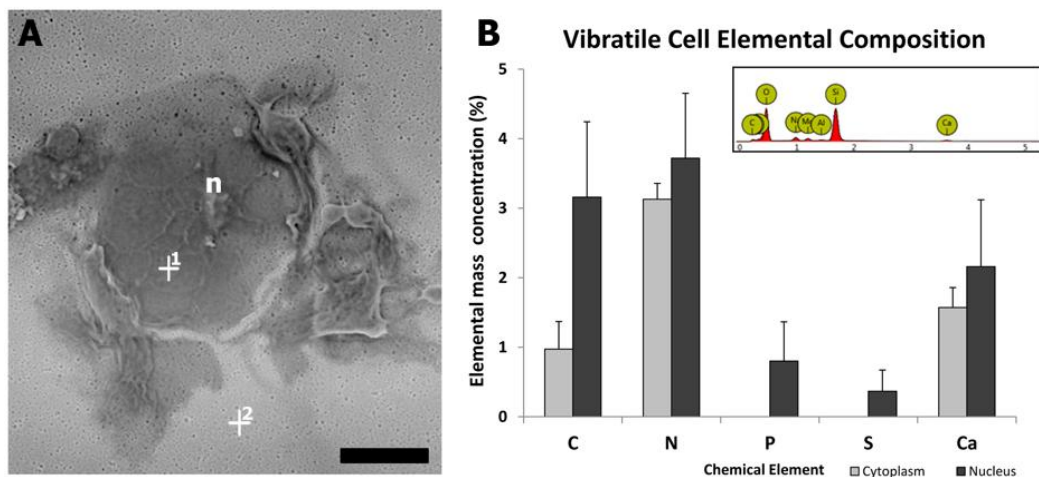 A
n
1
2
B
Vibratile Cell Elemental Composition
Elemental mass concentration (%)
5
4
3
2
1
0
C O Na Mg Al Si Ca
0 1 2 3 4 5
C N P S Ca
Chemical Element Cytoplasm Nucleus